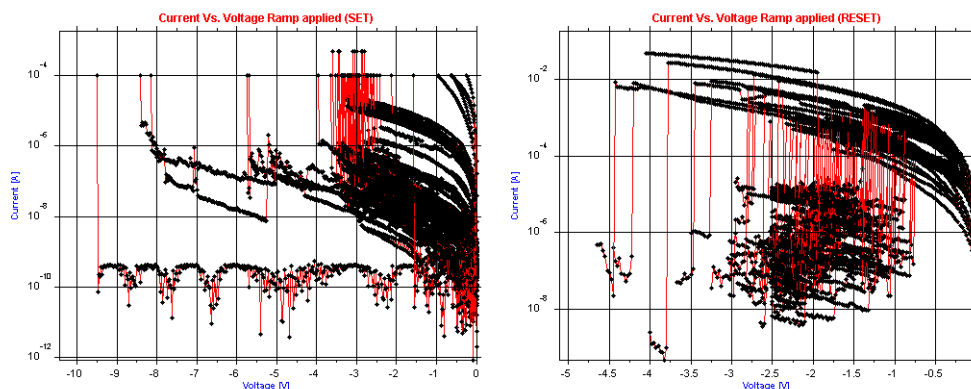 Current Vs. Voltage Ramp applied (SET)
Current [A]
10⁻⁴
10⁻⁶
10⁻⁸
10⁻¹⁰
10⁻¹²
-10 -9 -8 -7 -6 -5 -4 -3 -2 -1 0
Voltage [V]
Current Vs. Voltage Ramp applied (RESET)
Current [A]
10⁻²
10⁻⁴
10⁻⁶
10⁻⁸
-5 -4.5 -4 -3.5 -3 -2.5 -2 -1.5 -1 -0.5
Voltage [V]